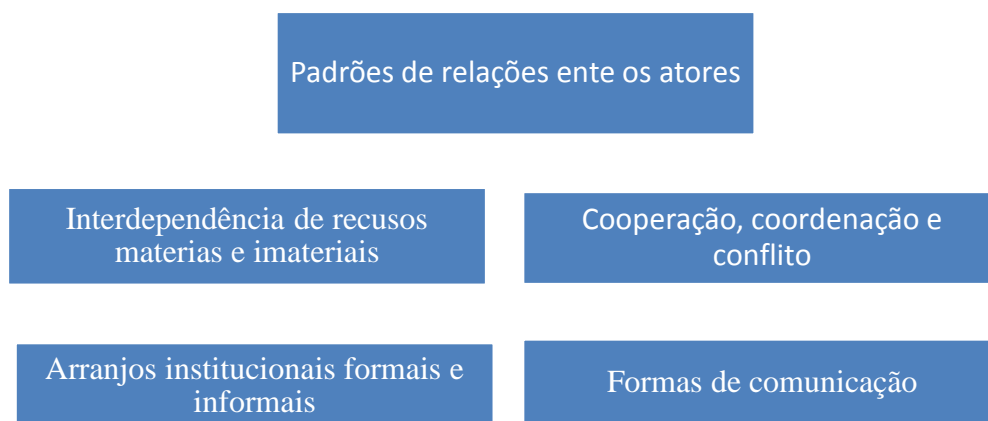 Padrões de relações ente os atores
Interdependência de recusos
materias e imateriais
Cooperação, coordenação e
conflito
Arranjos institucionais formais e
informais
Formas de comunicação